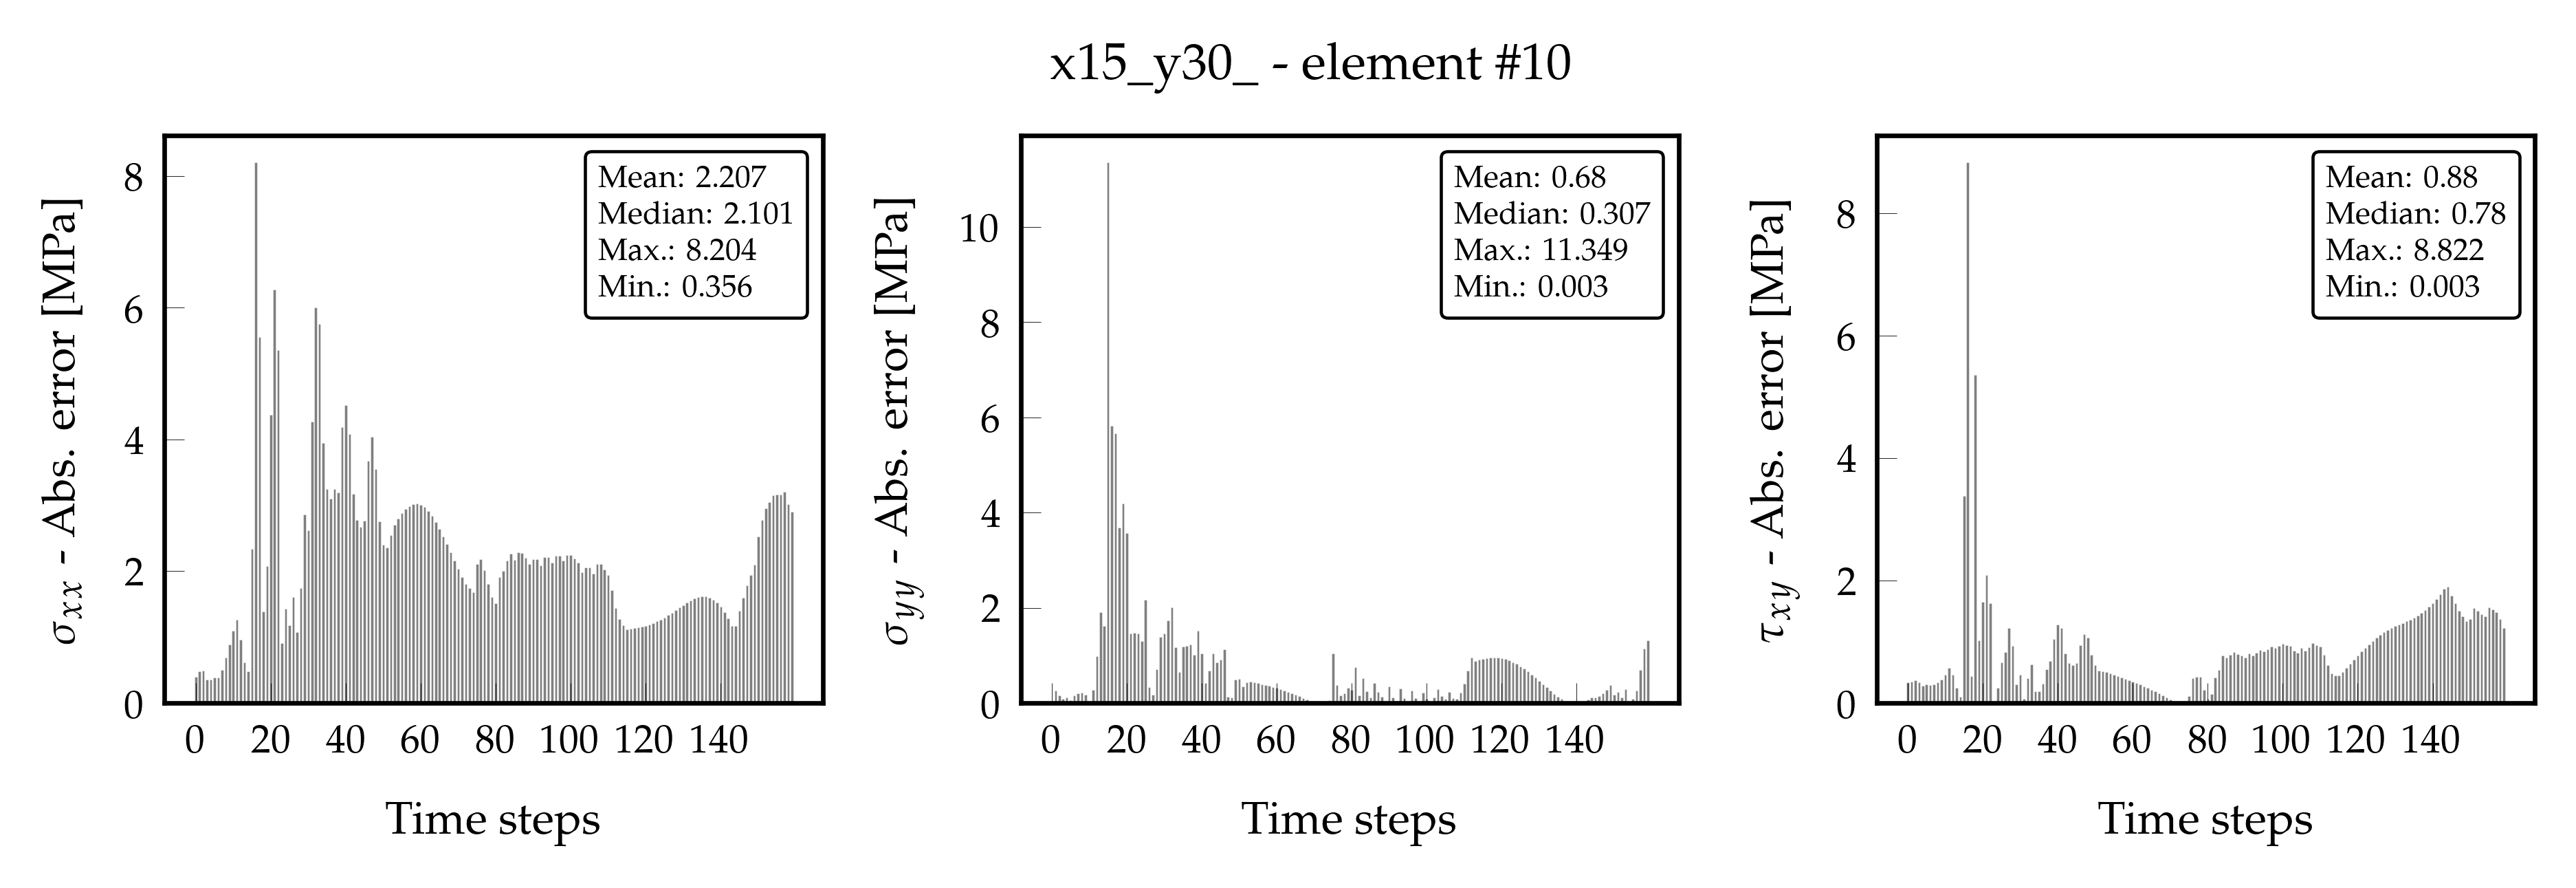 x15_y30_ - element #10
σxx - Abs. error [MPa]
8
6
4
2
0
Mean: 2.207
Median: 2.101
Max.: 8.204
Min.: 0.356
0 20 40 60 80 100 120 140
Time steps
σyy - Abs. error [MPa]
10
8
6
4
2
0
Mean: 0.68
Median: 0.307
Max.: 11.349
Min.: 0.003
0 20 40 60 80 100 120 140
Time steps
τxy - Abs. error [MPa]
8
6
4
2
0
Mean: 0.88
Median: 0.78
Max.: 8.822
Min.: 0.003
0 20 40 60 80 100 120 140
Time steps